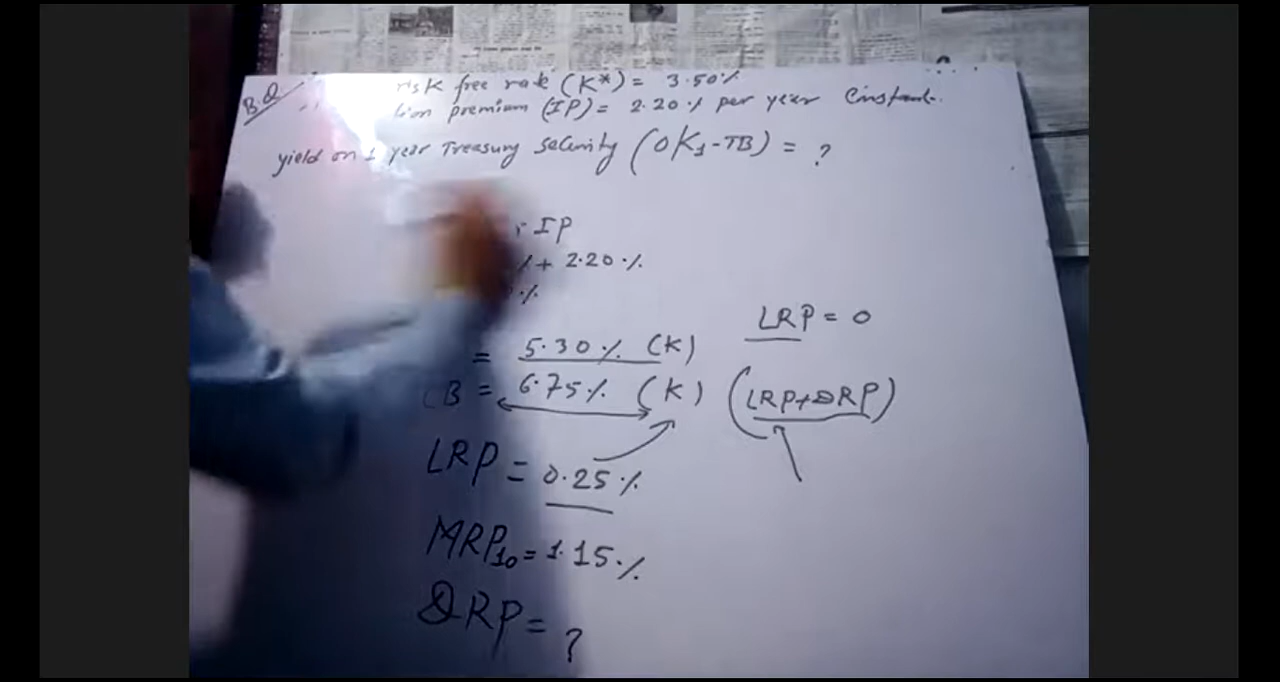 B.Q risk free rate (K*) = 3.50%
premium (IP) = 2.20% per year Constant.
yield on 1 year Treasury Security (0K1-TB) = ?
IP
% + 2.20%
%
LRP = 0
= 5.30% (K)
CB = 6.75% (K) (LRP+DRP)
LRP = 0.25%
MRP10 = 1.15%
DRP = ?